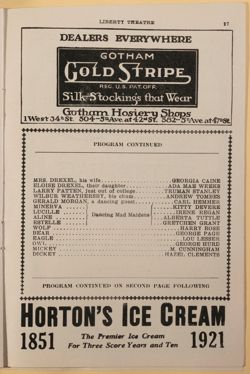 LIBERTY THEATRE 27
DEALERS EVERYWHERE
GOTHAM
GOLD STRIPE
REG. U.S. PAT. OFF.
Silk Stockings that Wear
Gotham Hosiery Shops
1 West 34th St. 504-5th Ave. at 42nd St. 582-5th Ave. at 47th St.
PROGRAM CONTINUED
MRS. DREXEL, his wife GEORGIA CAINE
ELOISE DREXEL, their daughter ADA MAE WEEKS
LARRY PATTEN, just out of college TRUMAN STANLEY
WILBUR WEATHERSBY, his chum ANDREW TOMBES
GERALD MORGAN, a dancing guest CARL HEMMER
MINERVA KITTY DEVERE
LUCILLE IRENE REGAN
ALINE Dancing Mad Maidens ALBERTA TUTTLE
ESTELLE GRETCHEN GRANT
WOLF HARRY ROSE
BEAR GEORGE PAGE
EAGLE LOU LESSER
OWL GEORGE HURD
MICKEY M. CUNNINGHAM
DICKEY HAZEL CLEMENTS
PROGRAM CONTINUED ON SECOND PAGE FOLLOWING
HORTON'S ICE CREAM
1851 The Premier Ice Cream 1921
For Three Score Years and Ten